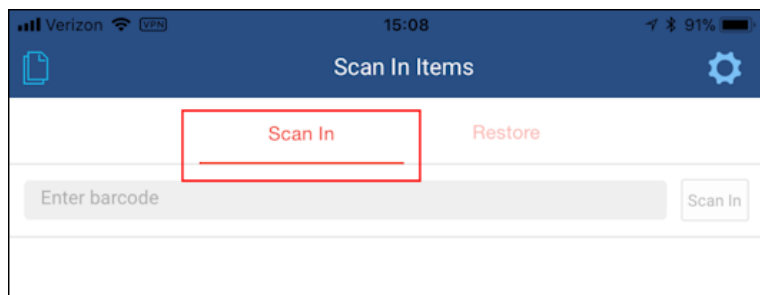 Verizon VPN 15:08 91%
Scan In Items
Scan In Restore
Enter barcode Scan In